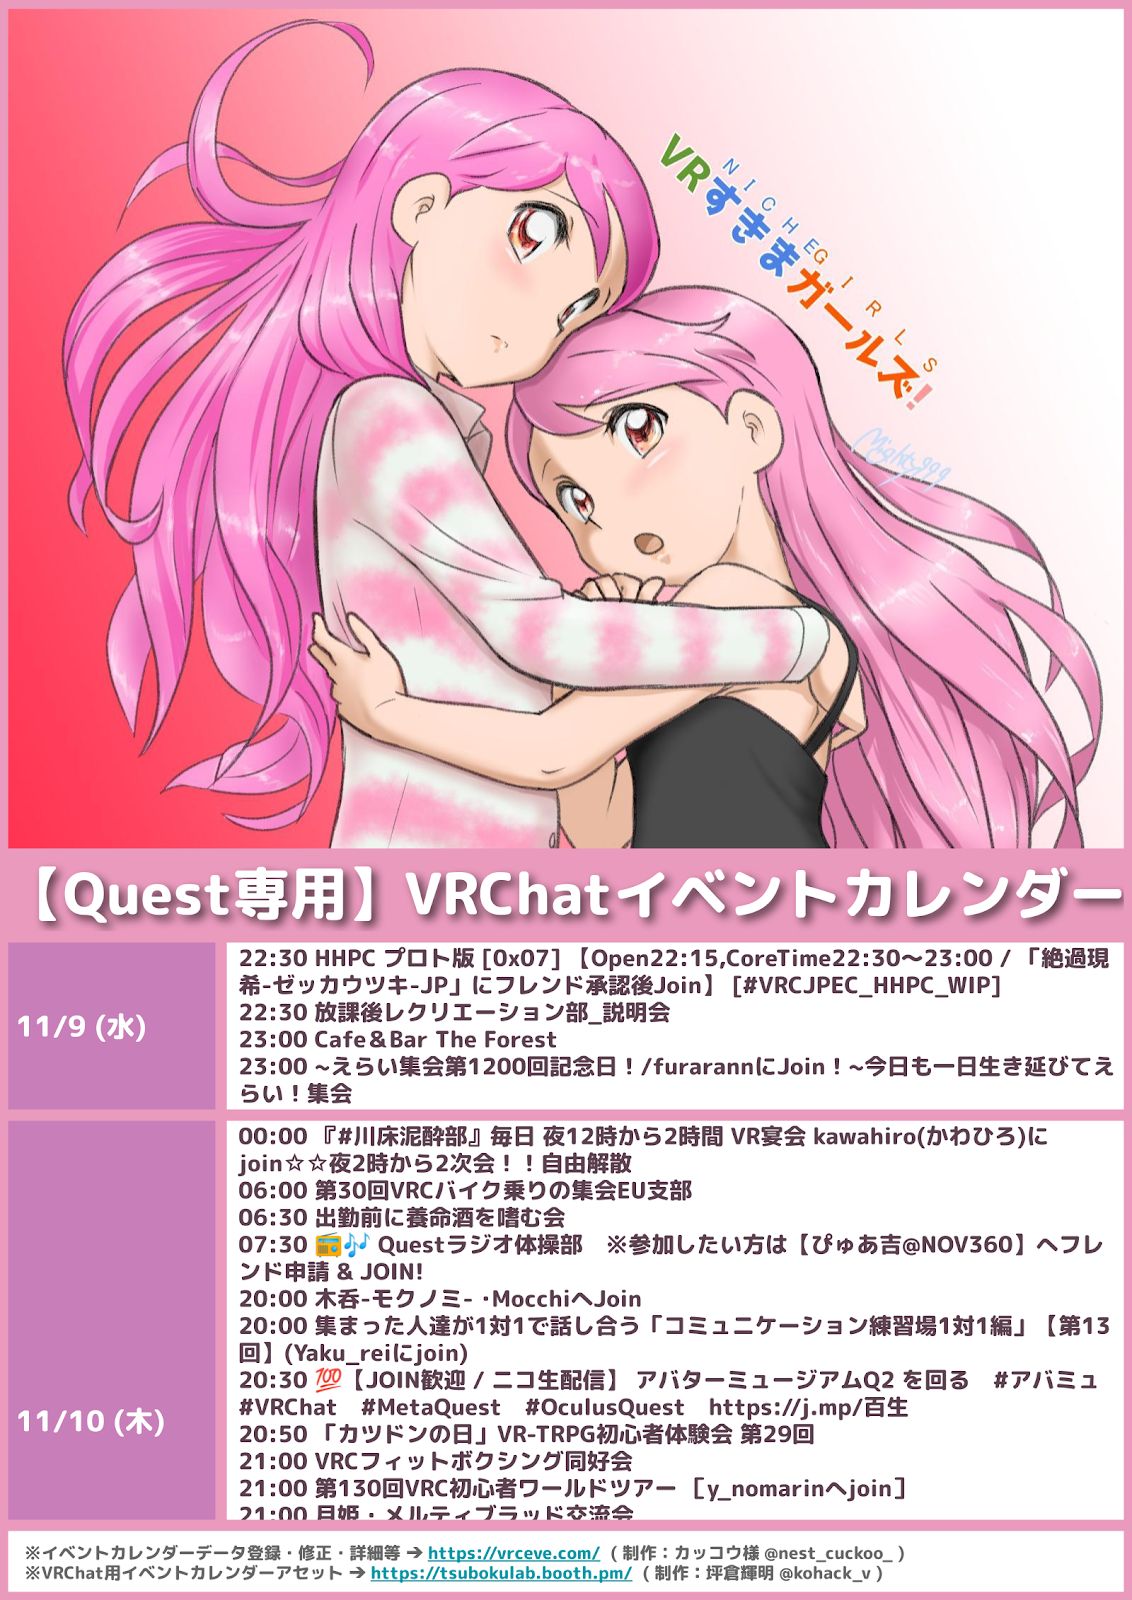 NICHE GIRLS
VRすきまガールズ!
Mighty999
【Quest専用】VRChatイベントカレンダー
11/9 (水)
22:30 HHPC プロト版 [0x07] 【Open22:15,CoreTime22:30～23:00 / 「絶過現
希-ゼッカウツキ-JP」にフレンド承認後Join】 [#VRCJPEC_HHPC_WIP]
22:30 放課後レクリエーション部_説明会
23:00 Cafe＆Bar The Forest
23:00 ~えらい集会第1200回記念日！/furarannにJoin！~今日も一日生き延びてえ
らい！集会
11/10 (木)
00:00 『#川床泥酔部』毎日 夜12時から2時間 VR宴会 kawahiro(かわひろ)に
join☆☆夜2時から2次会！！自由解散
06:00 第30回VRCバイク乗りの集会EU支部
06:30 出勤前に養命酒を嗜む会
07:30 📻🎶 Questラジオ体操部　※参加したい方は【ぴゅあ吉@NOV360】へフレ
ンド申請 & JOIN!
20:00 木呑-モクノミ- ･MocchiへJoin
20:00 集まった人達が1対1で話し合う「コミュニケーション練習場1対1編」【第13
回】(Yaku_reiにjoin)
20:30 💯【JOIN歓迎 / ニコ生配信】 アバターミュージアムQ2 を回る　#アバミュ
#VRChat　#MetaQuest　#OculusQuest　https://j.mp/百生
20:50 「カツドンの日」VR-TRPG初心者体験会 第29回
21:00 VRCフィットボクシング同好会
21:00 第130回VRC初心者ワールドツアー ［y_nomarinへjoin］
21:00 月姫・メルティブラッド交流会
※イベントカレンダーデータ登録・修正・詳細等 ➔ https://vrceve.com/ ( 制作：カッコウ様 @nest_cuckoo_ )
※VRChat用イベントカレンダーアセット ➔ https://tsubokulab.booth.pm/ ( 制作：坪倉輝明 @kohack_v )